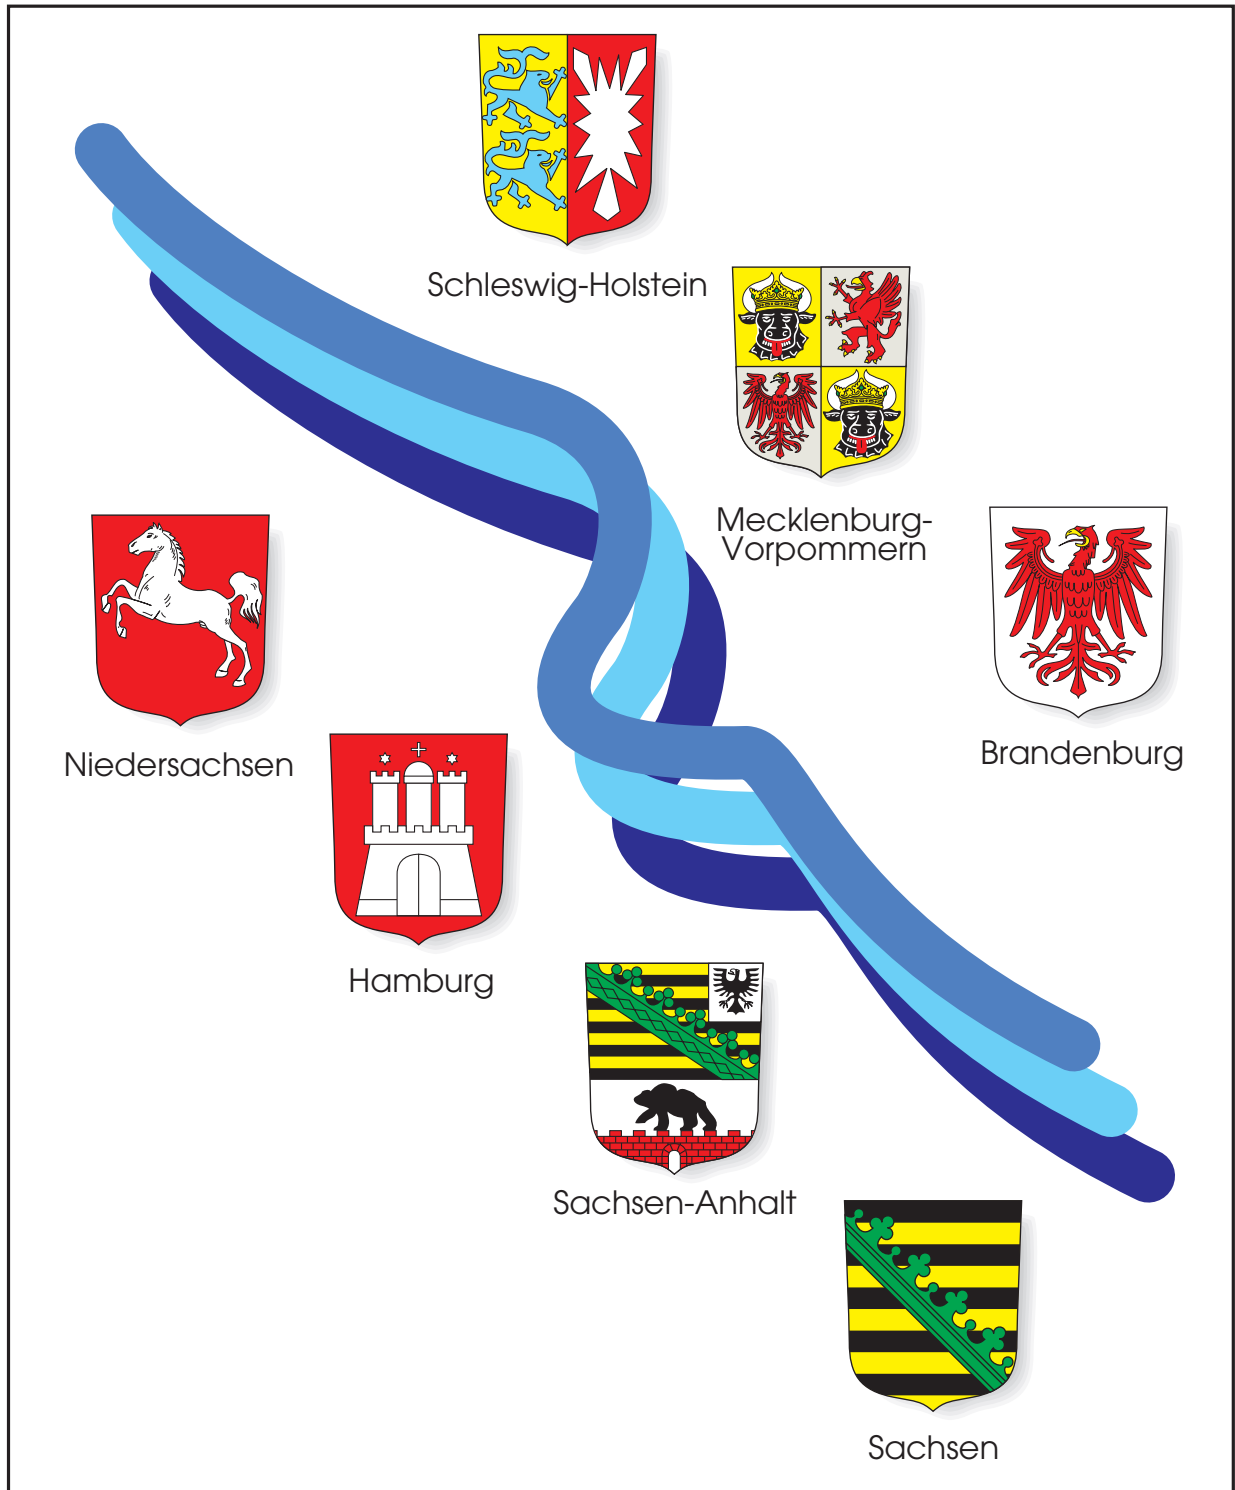 Schleswig-Holstein
Mecklenburg-
Vorpommern
Niedersachsen
Brandenburg
Hamburg
Sachsen-Anhalt
Sachsen